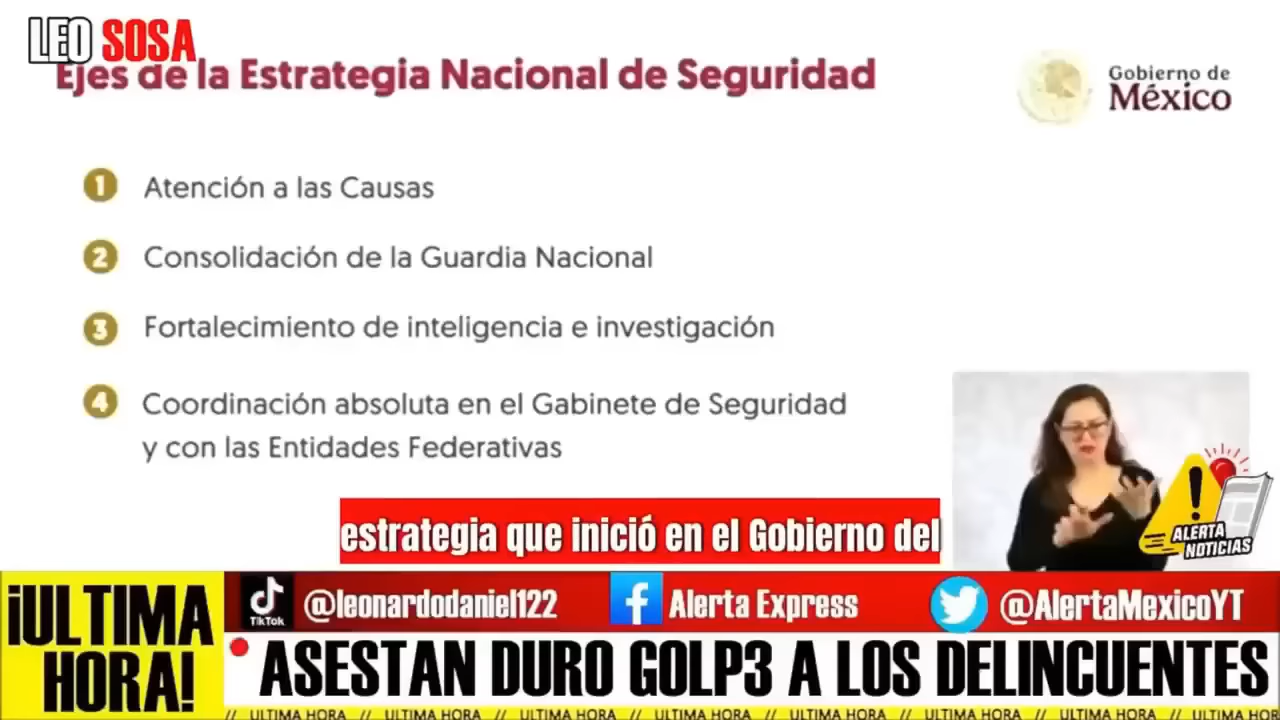 LEO SOSA
Ejes de la Estrategia Nacional de Seguridad
Gobierno de
México
1 Atención a las Causas
2 Consolidación de la Guardia Nacional
3 Fortalecimiento de inteligencia e investigación
4 Coordinación absoluta en el Gabinete de Seguridad
y con las Entidades Federativas
estrategia que inició en el Gobierno del
ALERTA
NOTICIAS
¡ULTIMA
HORA!
TikTok @leonardodaniel122 Alerta Express @AlertaMexicoYT
ASESTAN DURO GOLP3 A LOS DELINCUENTES
// ULTIMA HORA // ULTIMA HORA // ULTIMA HORA // ULTIMA HORA // ULTIMA HORA // ULTIMA HORA // ULTIMA HORA // ULTIMA HOR